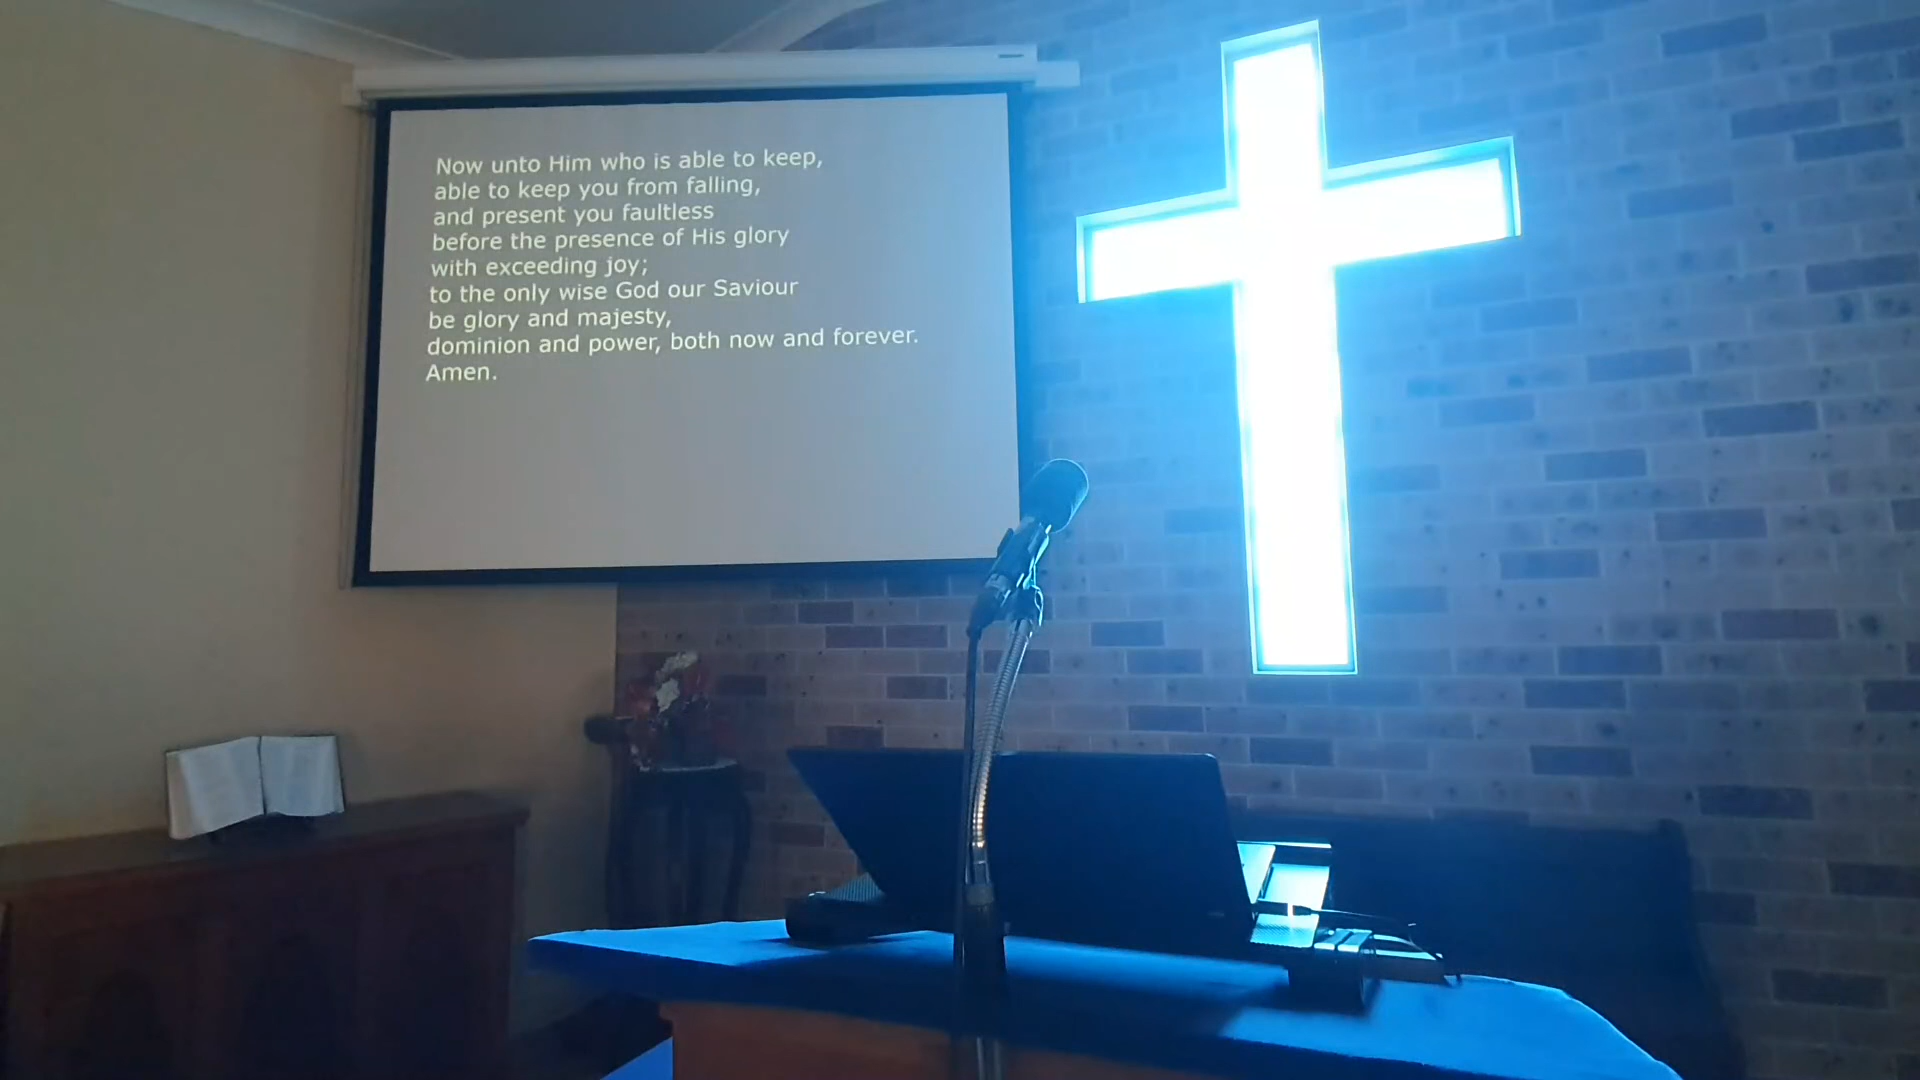 Now unto Him who is able to keep,
able to keep you from falling,
and present you faultless
before the presence of His glory
with exceeding joy;
to the only wise God our Saviour
be glory and majesty,
dominion and power, both now and forever.
Amen.